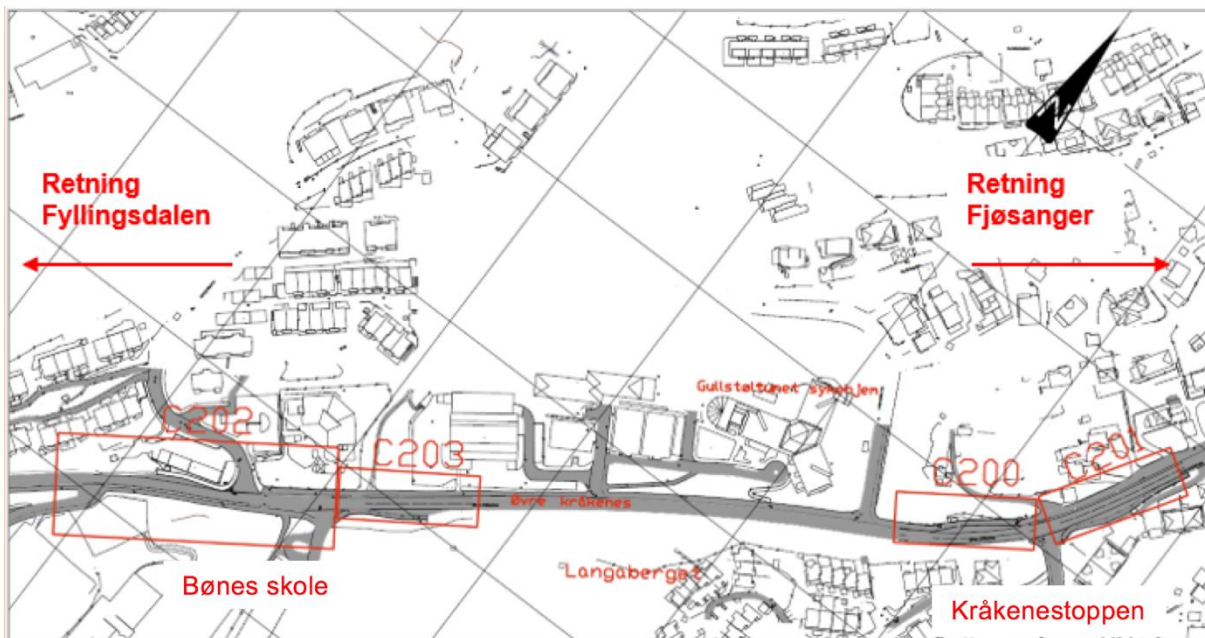 Retning
Fyllingsdalen
Retning
Fjøsanger
Gullstøltunet sykehjem
C202
C203
C200
C201
Øvre kråkenes
Langaberget
Bønes skole
Kråkenestoppen